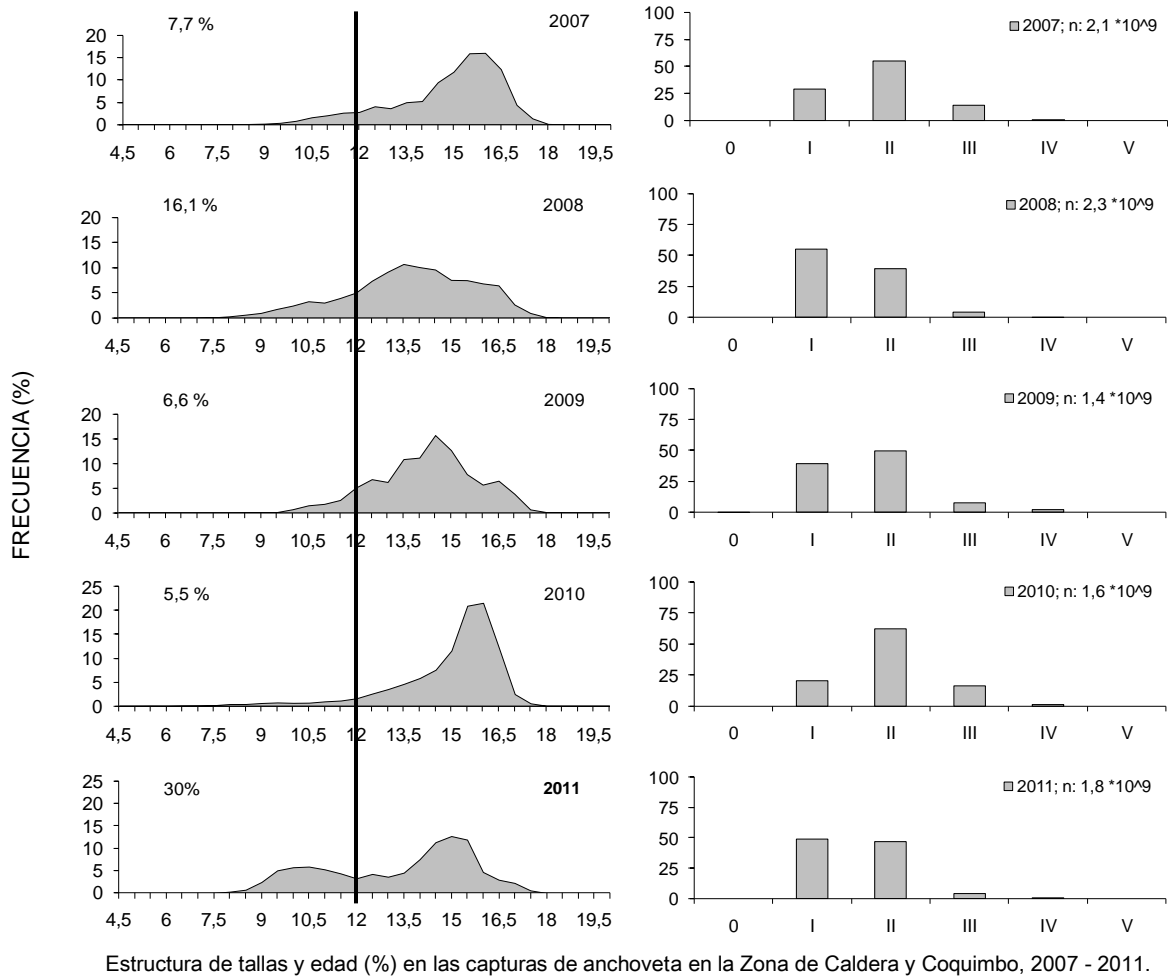 FRECUENCIA (%)
7,7 % 2007
20
15
10
5
0
4,5 6 7,5 9 10,5 12 13,5 15 16,5 18 19,5
2007; n: 2,1 *10^9
100
75
50
25
0
0 I II III IV V
16,1 % 2008
20
15
10
5
0
4,5 6 7,5 9 10,5 12 13,5 15 16,5 18 19,5
2008; n: 2,3 *10^9
100
75
50
25
0
0 I II III IV V
6,6 % 2009
20
15
10
5
0
4,5 6 7,5 9 10,5 12 13,5 15 16,5 18 19,5
2009; n: 1,4 *10^9
100
75
50
25
0
0 I II III IV V
5,5 % 2010
25
20
15
10
5
0
4,5 6 7,5 9 10,5 12 13,5 15 16,5 18 19,5
2010; n: 1,6 *10^9
100
75
50
25
0
0 I II III IV V
30% 2011
25
20
15
10
5
0
4,5 6 7,5 9 10,5 12 13,5 15 16,5 18 19,5
2011; n: 1,8 *10^9
100
75
50
25
0
0 I II III IV V
Estructura de tallas y edad (%) en las capturas de anchoveta en la Zona de Caldera y Coquimbo, 2007 - 2011.